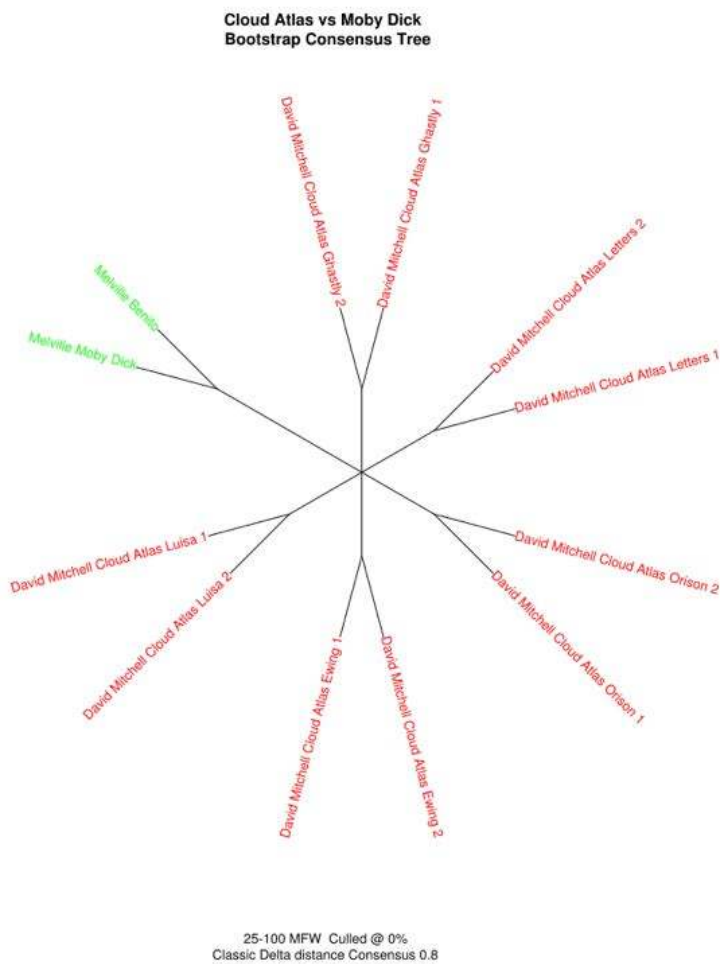 Cloud Atlas vs Moby Dick
Bootstrap Consensus Tree
David Mitchell Cloud Atlas Ghastly 2
David Mitchell Cloud Atlas Ghastly 1
David Mitchell Cloud Atlas Letters 2
David Mitchell Cloud Atlas Letters 1
Melville Benito
Melville Moby Dick
David Mitchell Cloud Atlas Luisa 1
David Mitchell Cloud Atlas Luisa 2
David Mitchell Cloud Atlas Orison 2
David Mitchell Cloud Atlas Orison 1
David Mitchell Cloud Atlas Ewing 1
David Mitchell Cloud Atlas Ewing 2
25-100 MFW Culled @ 0%
Classic Delta distance Consensus 0.8